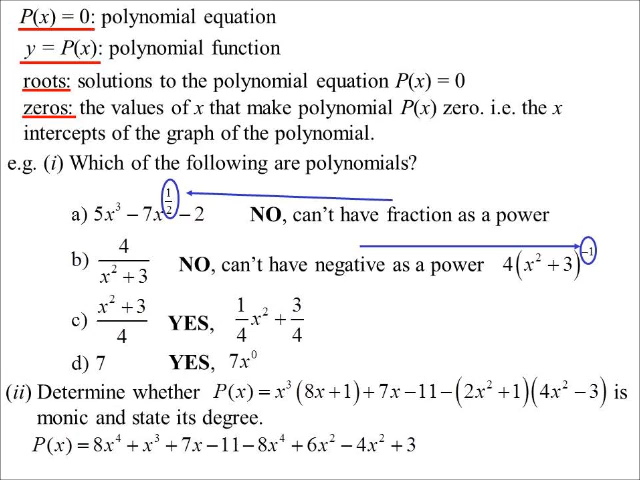 P(x) = 0: polynomial equation
y = P(x): polynomial function
roots: solutions to the polynomial equation P(x) = 0
zeros: the values of x that make polynomial P(x) zero. i.e. the x
intercepts of the graph of the polynomial.
e.g. (i) Which of the following are polynomials?
a) 5x³ − 7x^(1/2) − 2 NO, can't have fraction as a power
b) 4/(x² + 3) NO, can't have negative as a power 4(x² + 3)⁻¹
c) (x² + 3)/4 YES, 1/4 x² + 3/4
d) 7 YES, 7x⁰
(ii) Determine whether P(x) = x³(8x+1)+7x−11−(2x²+1)(4x²−3) is
monic and state its degree.
P(x) = 8x⁴ + x³ + 7x − 11 − 8x⁴ + 6x² − 4x² + 3